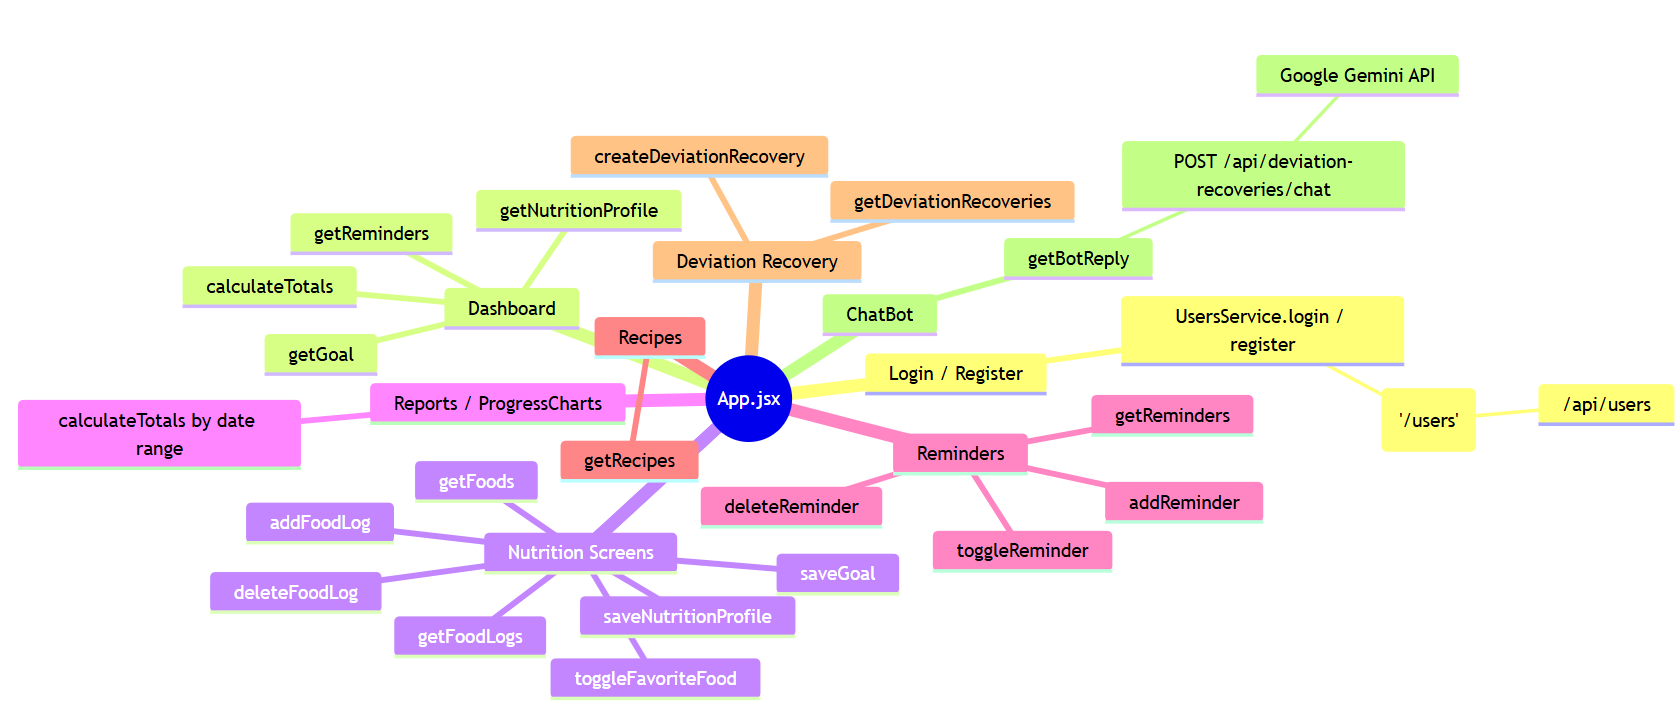 Google Gemini API
createDeviationRecovery
POST /api/deviation-
recoveries/chat
getDeviationRecoveries
getNutritionProfile
getReminders
Deviation Recovery
getBotReply
calculateTotals
Dashboard
ChatBot
UsersService.login /
register
Recipes
getGoal
Login / Register
App.jsx
Reports / ProgressCharts
'/users'
/api/users
calculateTotals by date
range
getReminders
Reminders
getRecipes
getFoods
deleteReminder
addReminder
addFoodLog
toggleReminder
Nutrition Screens
saveGoal
deleteFoodLog
saveNutritionProfile
getFoodLogs
toggleFavoriteFood